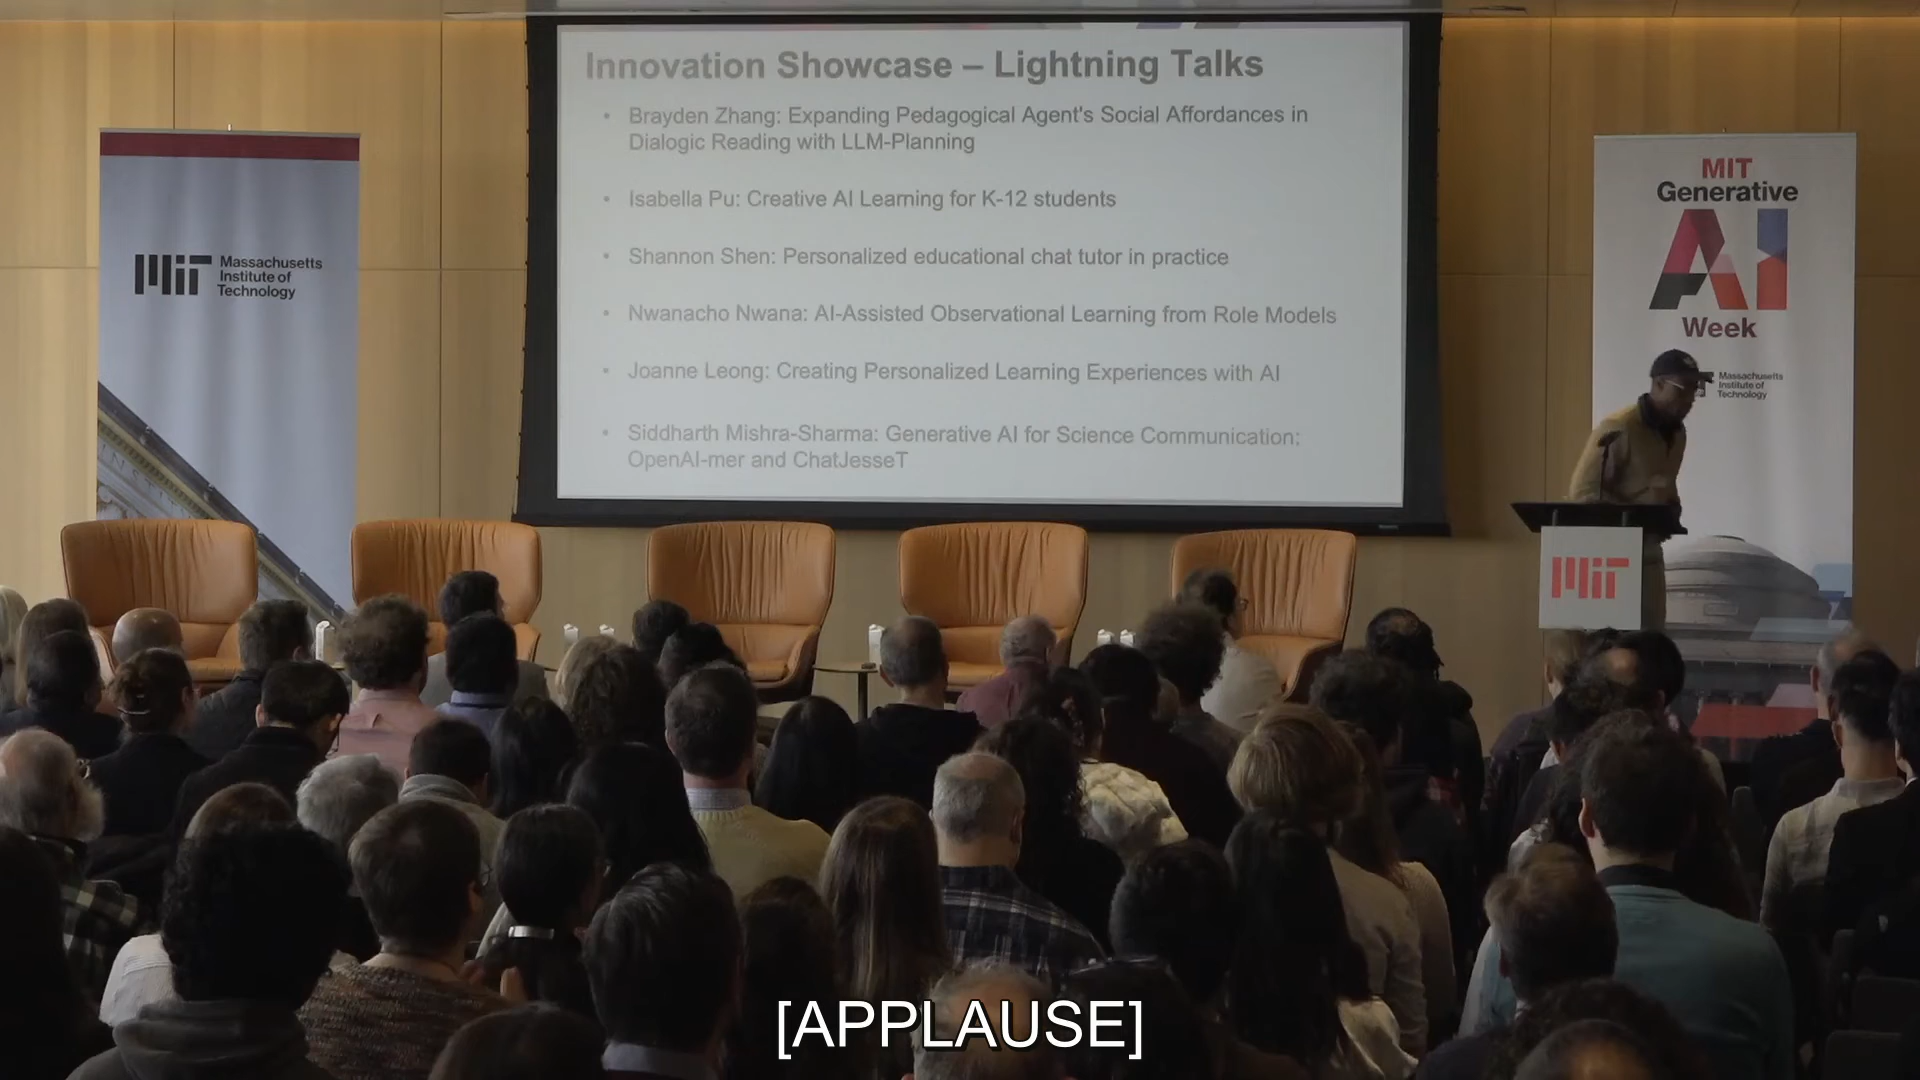 Innovation Showcase – Lightning Talks
• Brayden Zhang: Expanding Pedagogical Agent's Social Affordances in
Dialogic Reading with LLM-Planning
• Isabella Pu: Creative AI Learning for K-12 students
• Shannon Shen: Personalized educational chat tutor in practice
• Nwanacho Nwana: AI-Assisted Observational Learning from Role Models
• Joanne Leong: Creating Personalized Learning Experiences with AI
• Siddharth Mishra-Sharma: Generative AI for Science Communication:
OpenAI-mer and ChatJesseT
MIT
Massachusetts
Institute of
Technology
MIT
Generative
AI
Week
Massachusetts
Institute of
Technology
MIT
[APPLAUSE]